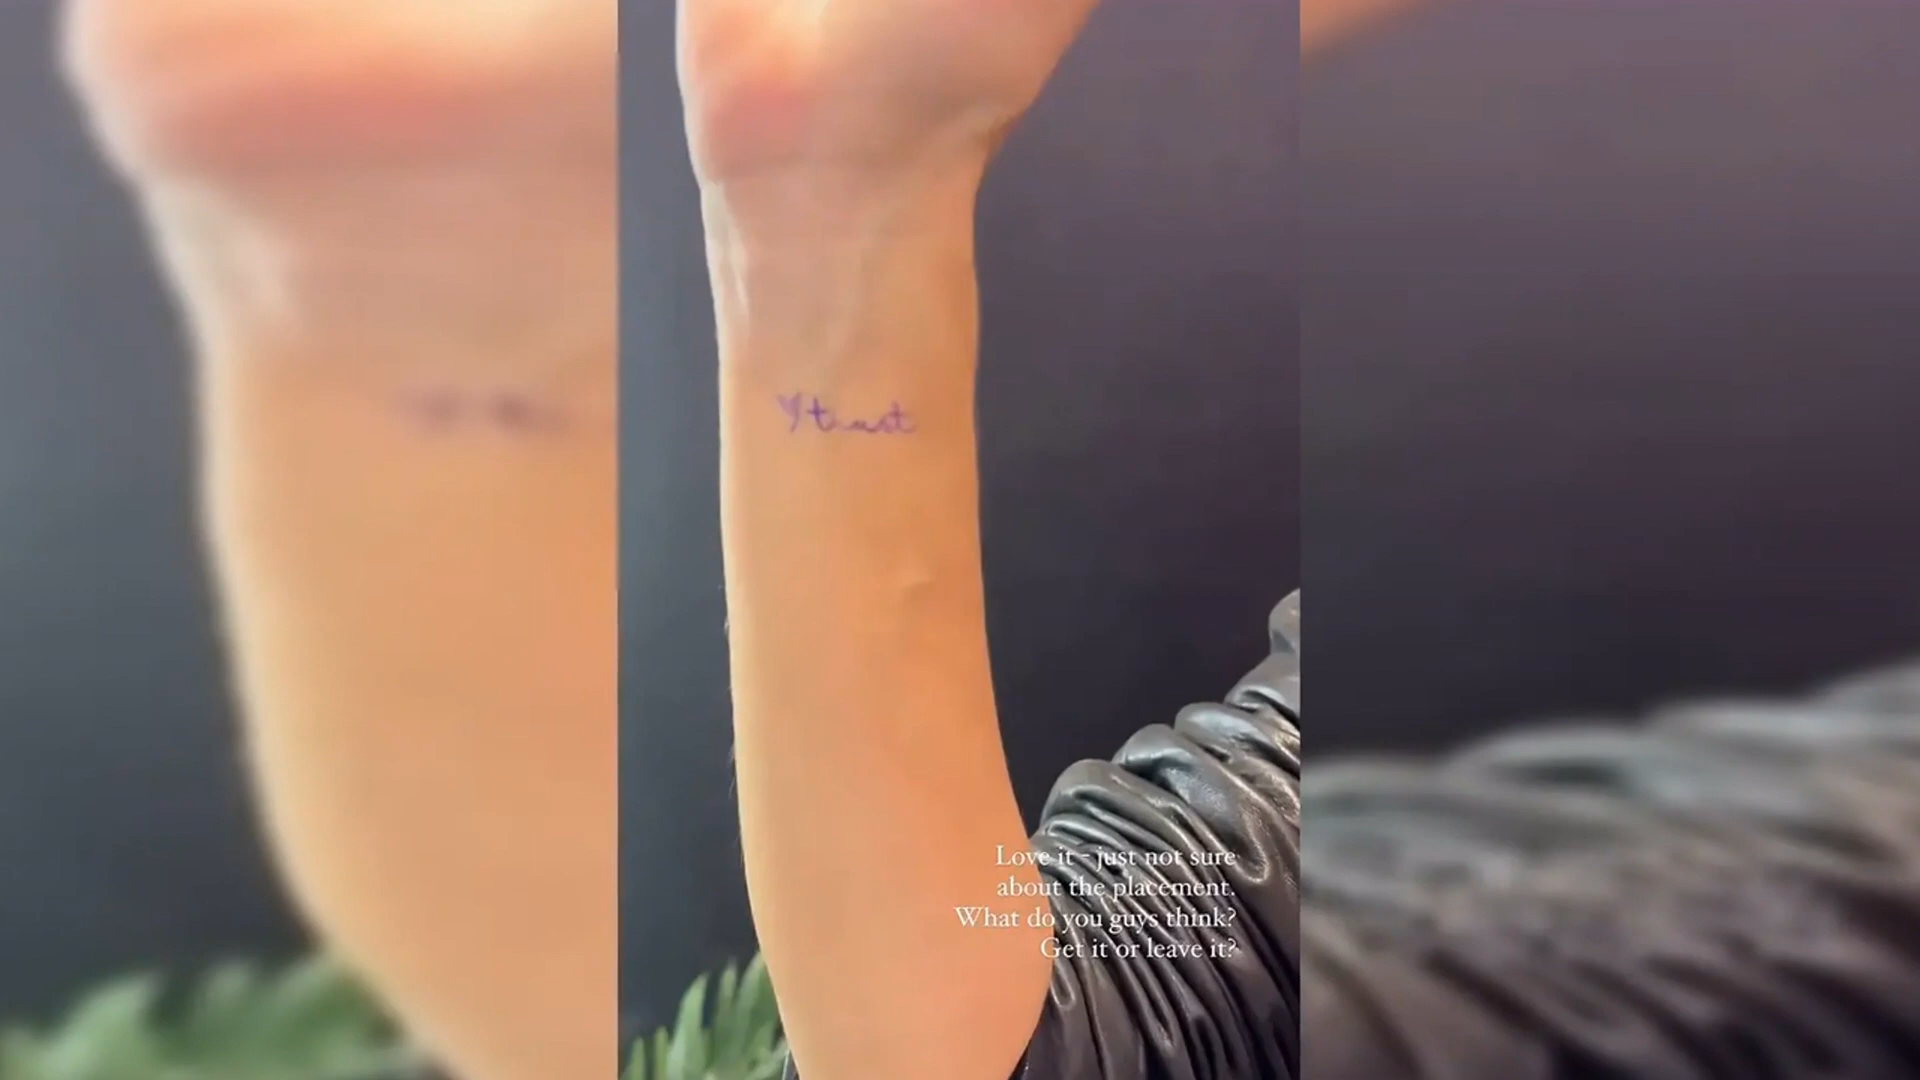 trust
Love it - just not sure
about the placement.
What do you guys think?
Get it or leave it?